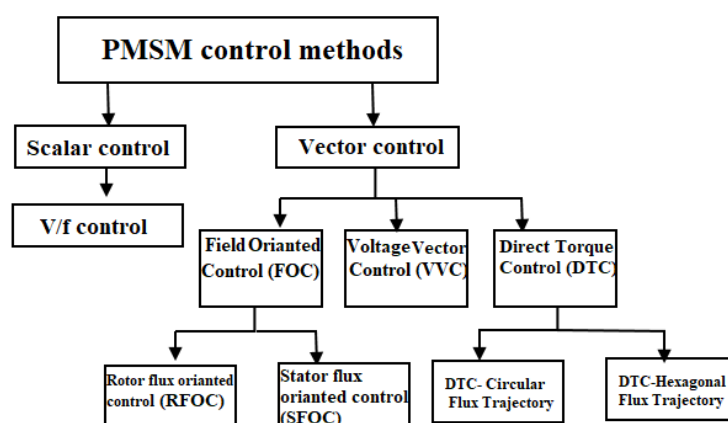 PMSM control methods
Scalar control
Vector control
V/f control
Field Orianted
Control (FOC)
Voltage Vector
Control (VVC)
Direct Torque
Control (DTC)
Rotor flux orianted
control (RFOC)
Stator flux
orianted control
(SFOC)
DTC- Circular
Flux Trajectory
DTC-Hexagonal
Flux Trajectory